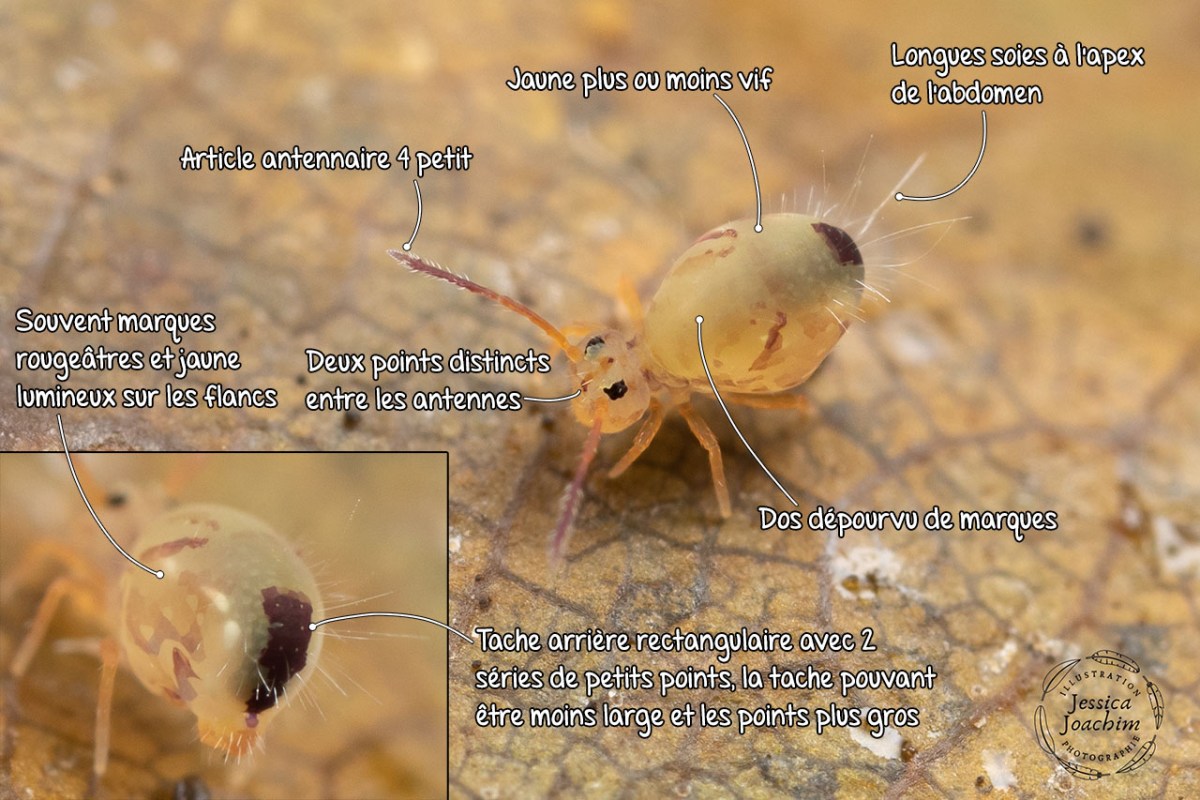 Longues soies à l'apex
de l'abdomen
Jaune plus ou moins vif
Article antennaire 4 petit
Souvent marques
rougeâtres et jaune
lumineux sur les flancs
Deux points distincts
entre les antennes
Dos dépourvu de marques
Tache arrière rectangulaire avec 2
séries de petits points, la tache pouvant
être moins large et les points plus gros
ILLUSTRATION
Jessica
Joachim
PHOTOGRAPHIE